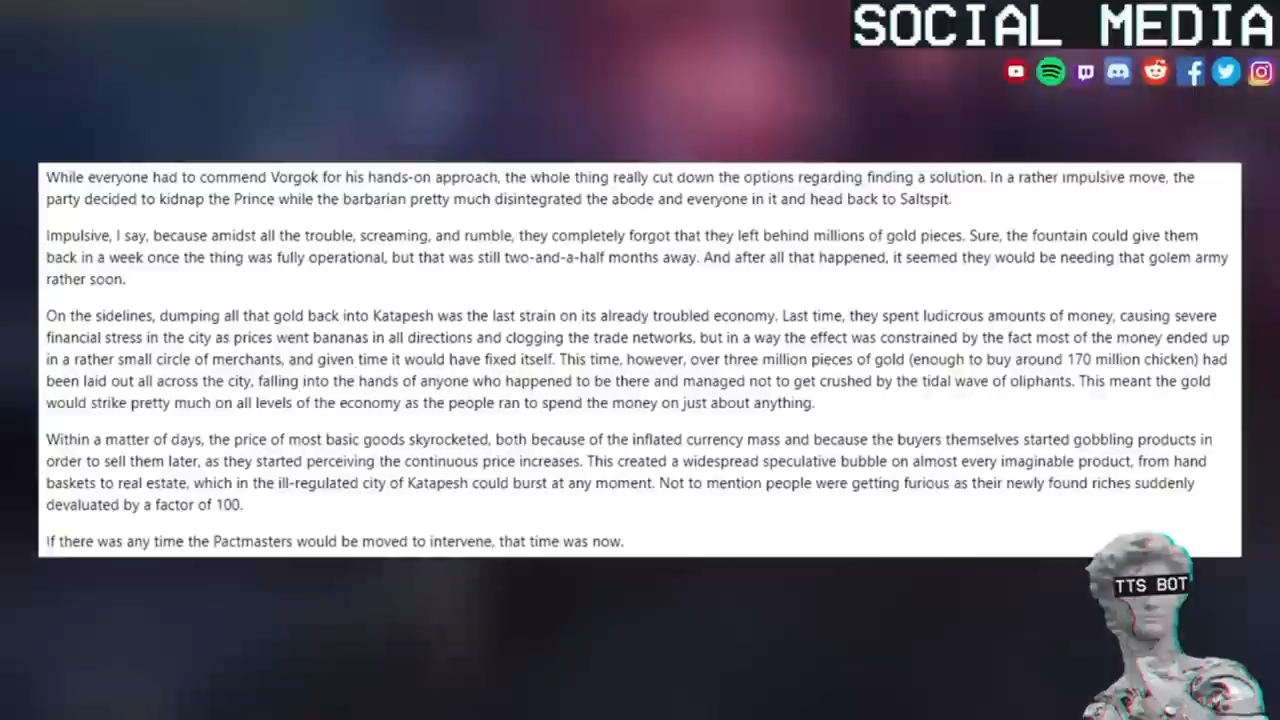 SOCIAL MEDIA
While everyone had to commend Vorgok for his hands-on approach, the whole thing really cut down the options regarding finding a solution. In a rather impulsive move, the
party decided to kidnap the Prince while the barbarian pretty much disintegrated the abode and everyone in it and head back to Saltspit.
Impulsive, I say, because amidst all the trouble, screaming, and rumble, they completely forgot that they left behind millions of gold pieces. Sure, the fountain could give them
back in a week once the thing was fully operational, but that was still two-and-a-half months away. And after all that happened, it seemed they would be needing that golem army
rather soon.
On the sidelines, dumping all that gold back into Katapesh was the last strain on its already troubled economy. Last time, they spent ludicrous amounts of money, causing severe
financial stress in the city as prices went bananas in all directions and clogging the trade networks, but in a way the effect was constrained by the fact most of the money ended up
in a rather small circle of merchants, and given time it would have fixed itself. This time, however, over three million pieces of gold (enough to buy around 170 million chicken) had
been laid out all across the city, falling into the hands of anyone who happened to be there and managed not to get crushed by the tidal wave of oliphants. This meant the gold
would strike pretty much on all levels of the economy as the people ran to spend the money on just about anything.
Within a matter of days, the price of most basic goods skyrocketed, both because of the inflated currency mass and because the buyers themselves started gobbling products in
order to sell them later, as they started perceiving the continuous price increases. This created a widespread speculative bubble on almost every imaginable product, from hand
baskets to real estate, which in the ill-regulated city of Katapesh could burst at any moment. Not to mention people were getting furious as their newly found riches suddenly
devaluated by a factor of 100.
If there was any time the Pactmasters would be moved to intervene, that time was now.
TTS BOT